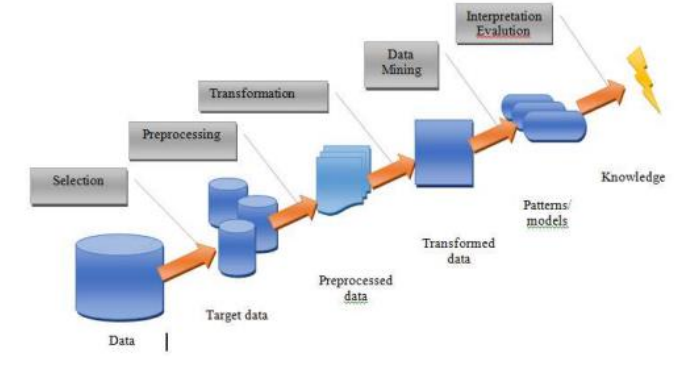 Interpretation
Evalution
Data
Mining
Transformation
Preprocessing
Selection
Knowledge
Patterns/
models
Transformed
data
Preprocessed
data
Target data
Data